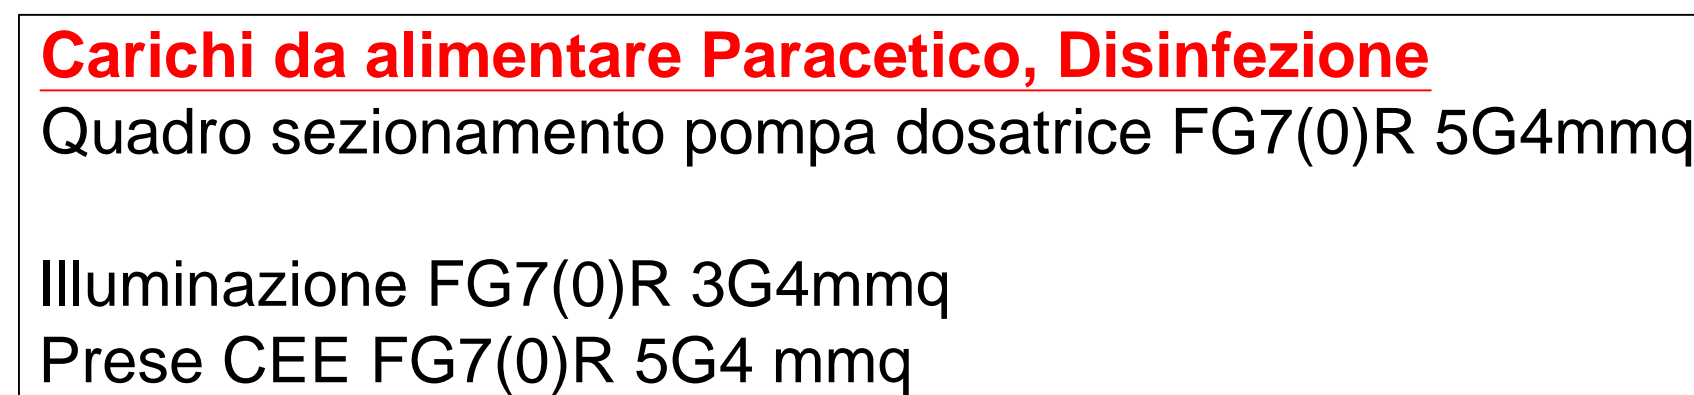 Carichi da alimentare Paracetico, Disinfezione
Quadro sezionamento pompa dosatrice FG7(0)R 5G4mmq
Illuminazione FG7(0)R 3G4mmq
Prese CEE FG7(0)R 5G4 mmq